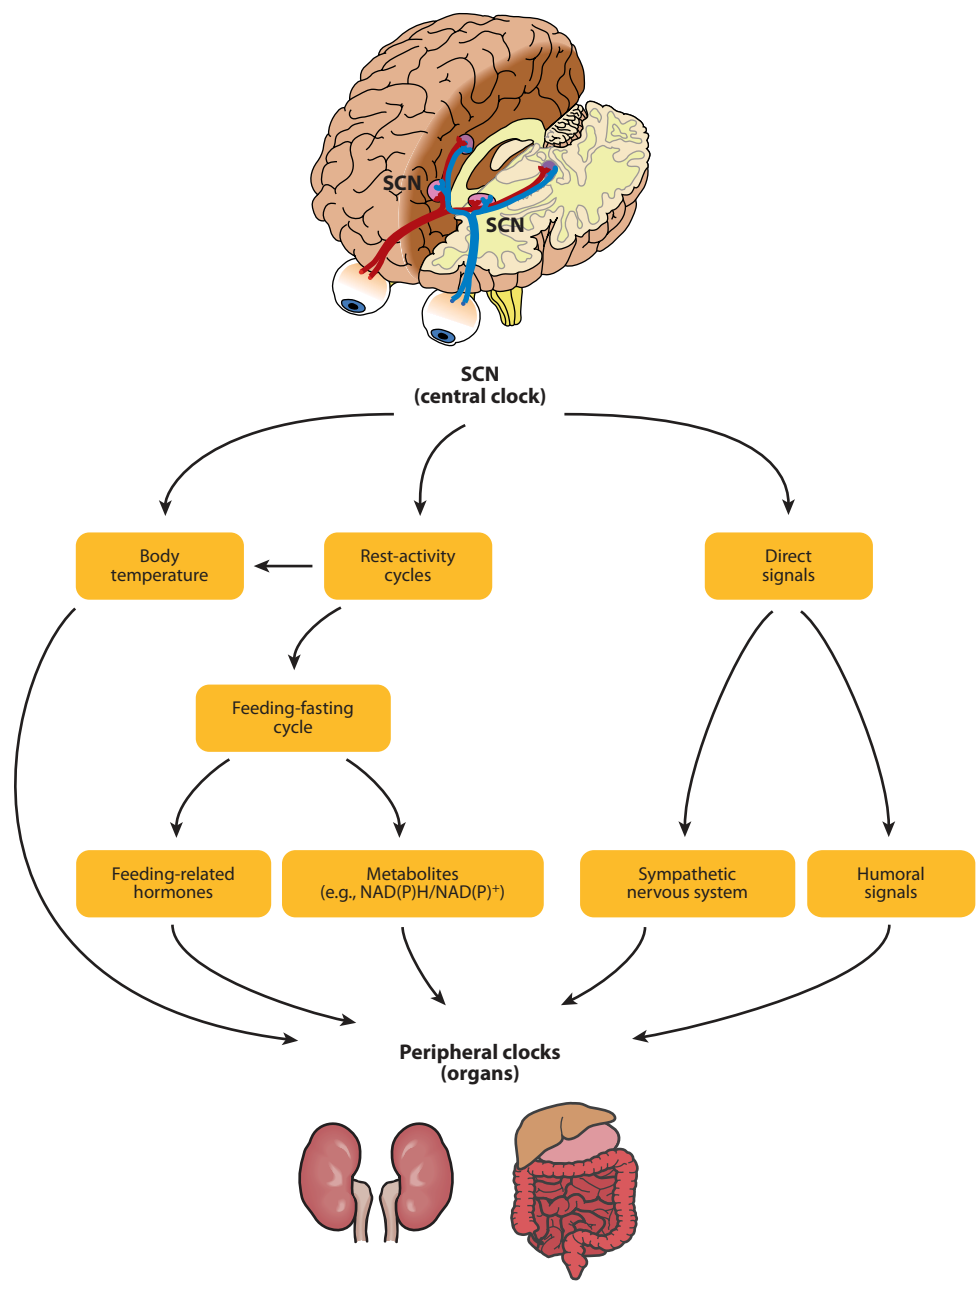 SCN
SCN
SCN
(central clock)
Body
temperature
Rest-activity
cycles
Direct
signals
Feeding-fasting
cycle
Feeding-related
hormones
Metabolites
(e.g., NAD(P)H/NAD(P)⁺)
Sympathetic
nervous system
Humoral
signals
Peripheral clocks
(organs)